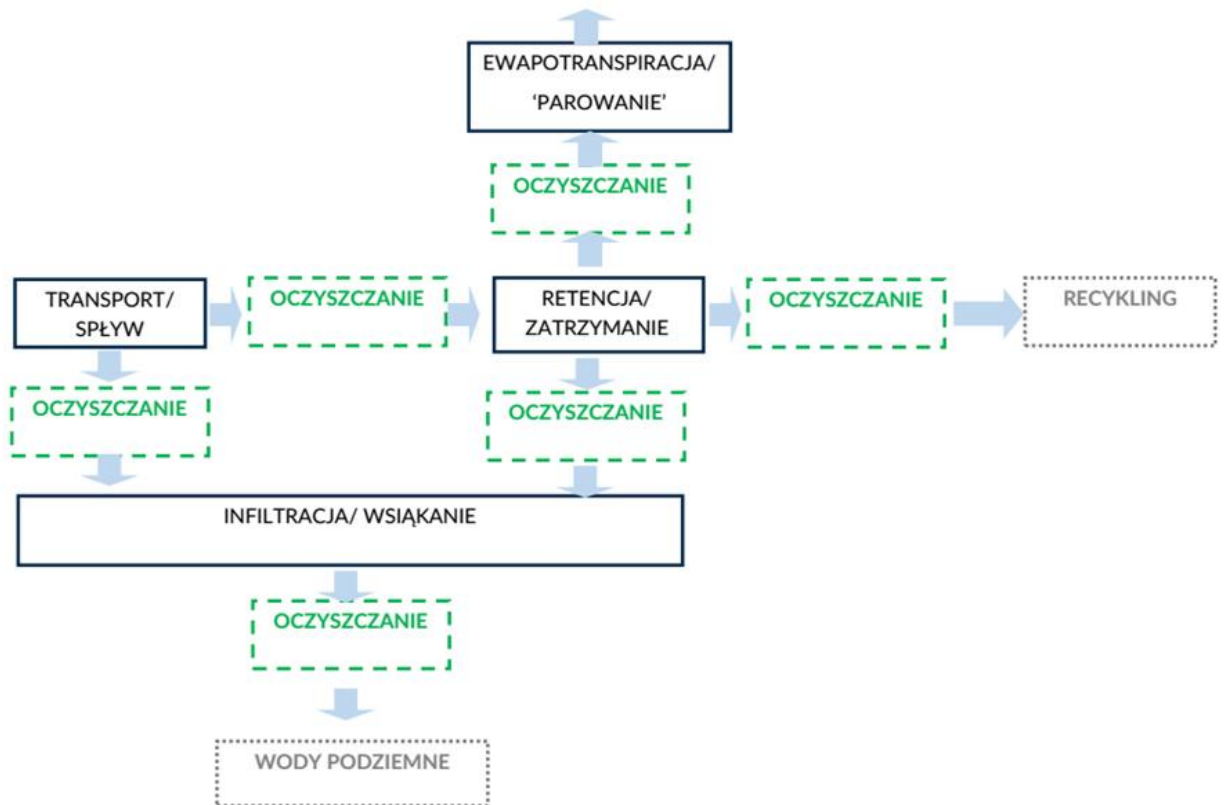 EWAPOTRANSPIRACJA/
‘PAROWANIE’
OCZYSZCZANIE
TRANSPORT/
SPŁYW
OCZYSZCZANIE
RETENCJA/
ZATRZYMANIE
OCZYSZCZANIE
RECYKLING
OCZYSZCZANIE
OCZYSZCZANIE
INFILTRACJA/ WSIĄKANIE
OCZYSZCZANIE
WODY PODZIEMNE